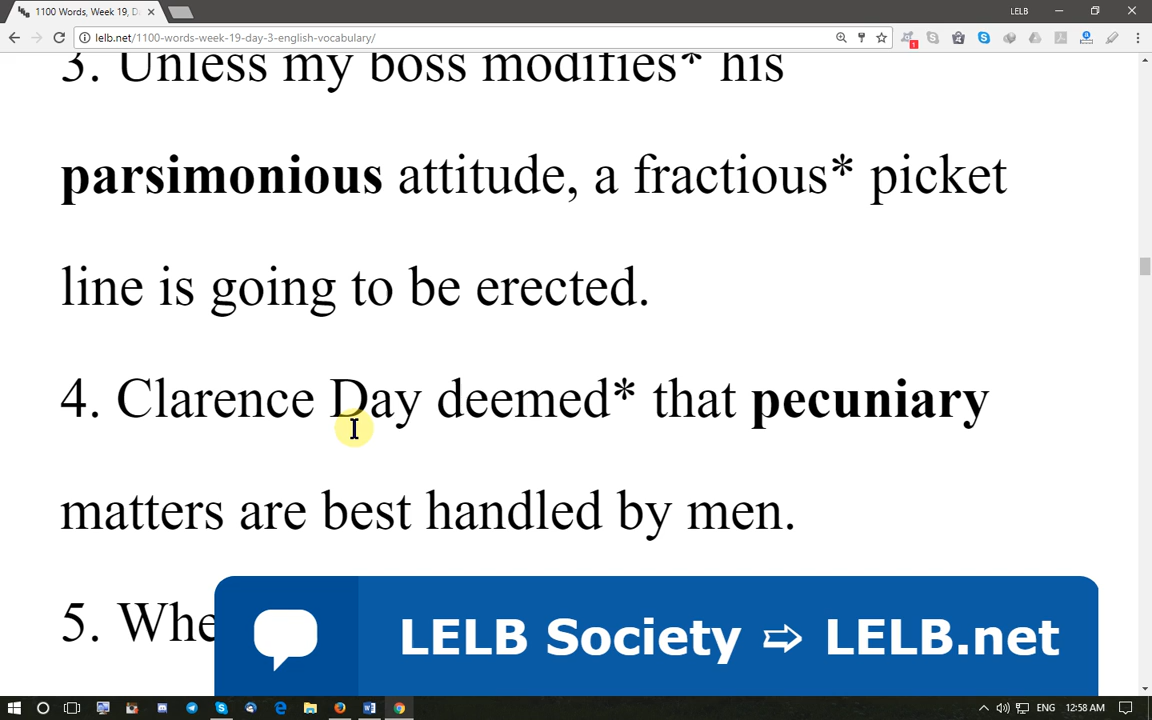 1100 Words, Week 19, D
LELB
lelb.net/1100-words-week-19-day-3-english-vocabulary/
1
3. Unless my boss modifies* his
parsimonious attitude, a fractious* picket
line is going to be erected.
4. Clarence Day deemed* that pecuniary
matters are best handled by men.
5. Whe
LELB Society ⇨ LELB.net
ENG 12:58 AM